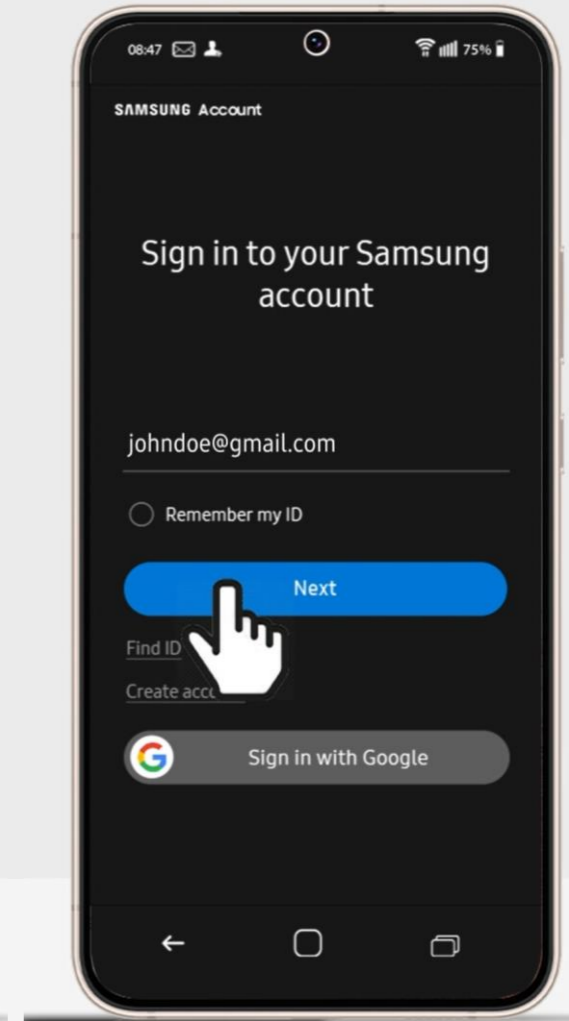 08:47
75%
SAMSUNG Account
Sign in to your Samsung
account
johndoe@gmail.com
Remember my ID
Next
Find ID
Create
Sign in with Google